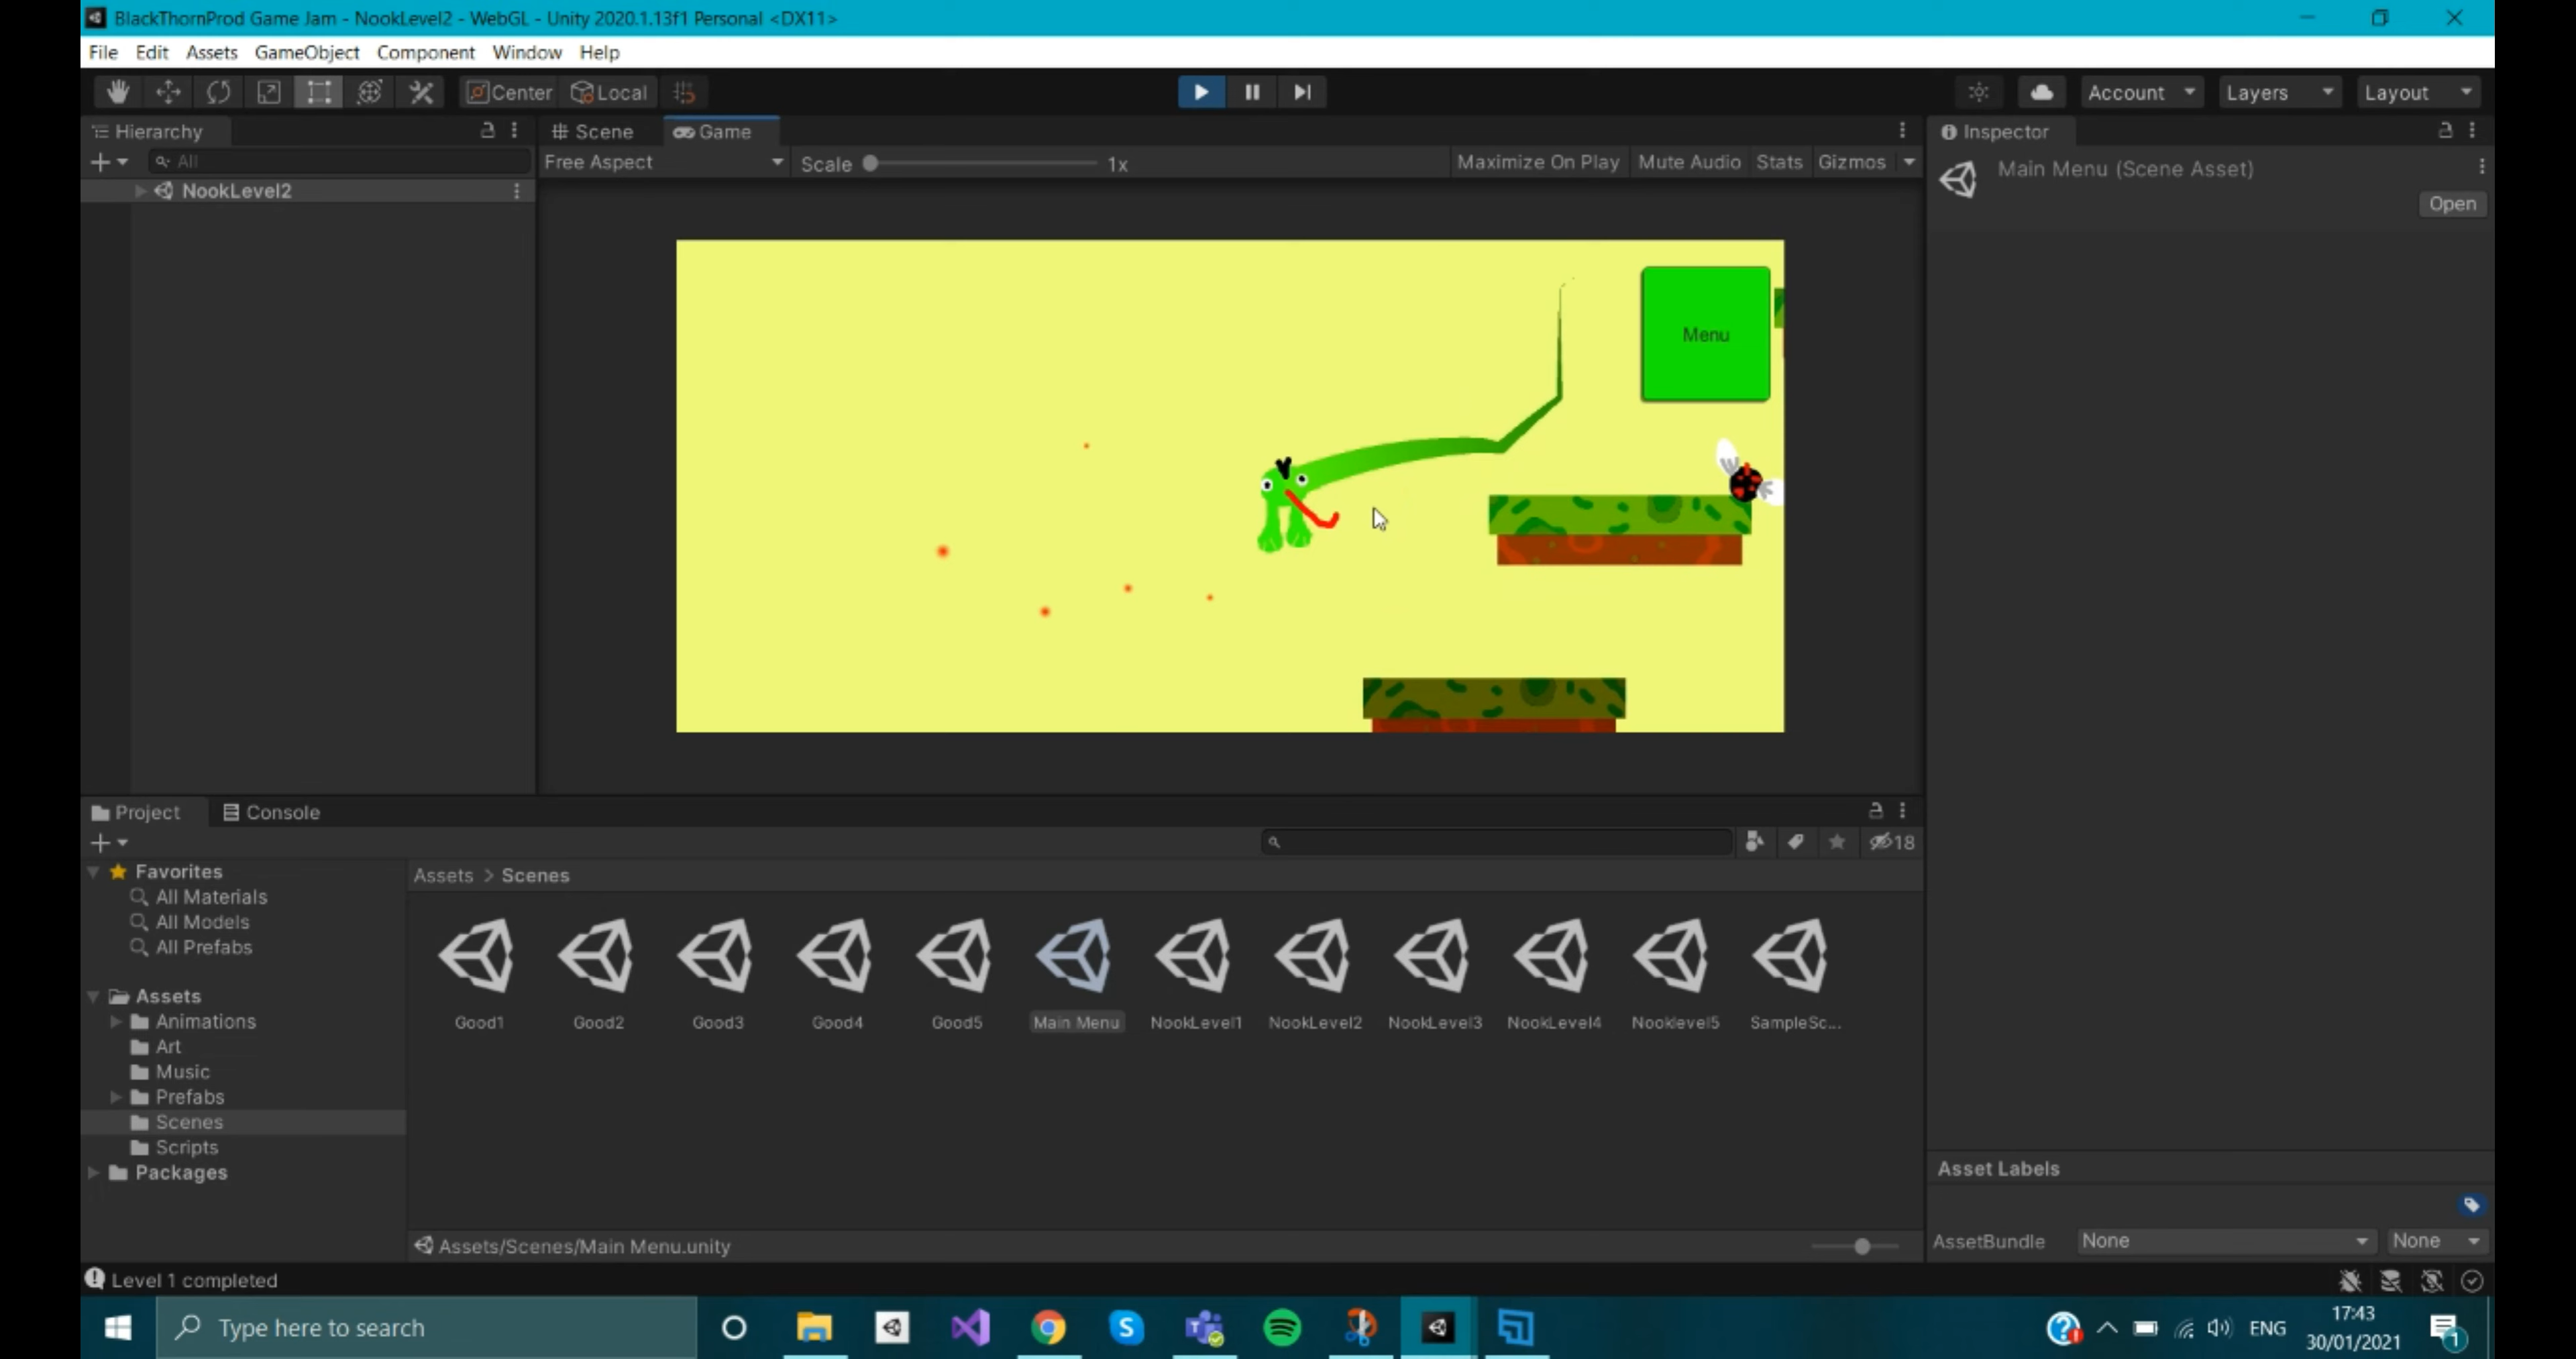 BlackThornProd Game Jam - NookLevel2 - WebGL - Unity 2020.1.13f1 Personal <DX11>
File Edit Assets GameObject Component Window Help
Center Local Account Layers Layout
Hierarchy Scene Game Inspector
All Free Aspect Scale 1x Maximize On Play Mute Audio Stats Gizmos Main Menu (Scene Asset)
NookLevel2 Open
Menu
Project Console
18
Favorites Assets > Scenes
All Materials
All Models
All Prefabs
Assets
Animations Good1 Good2 Good3 Good4 Good5 Main Menu NookLevel1 NookLevel2 NookLevel3 NookLevel4 Nooklevel5 SampleSc...
Art
Music
Prefabs
Scenes
Scripts
Packages Asset Labels
Assets/Scenes/Main Menu.unity AssetBundle None None
Level 1 completed
Type here to search ENG 17:43
30/01/2021 1